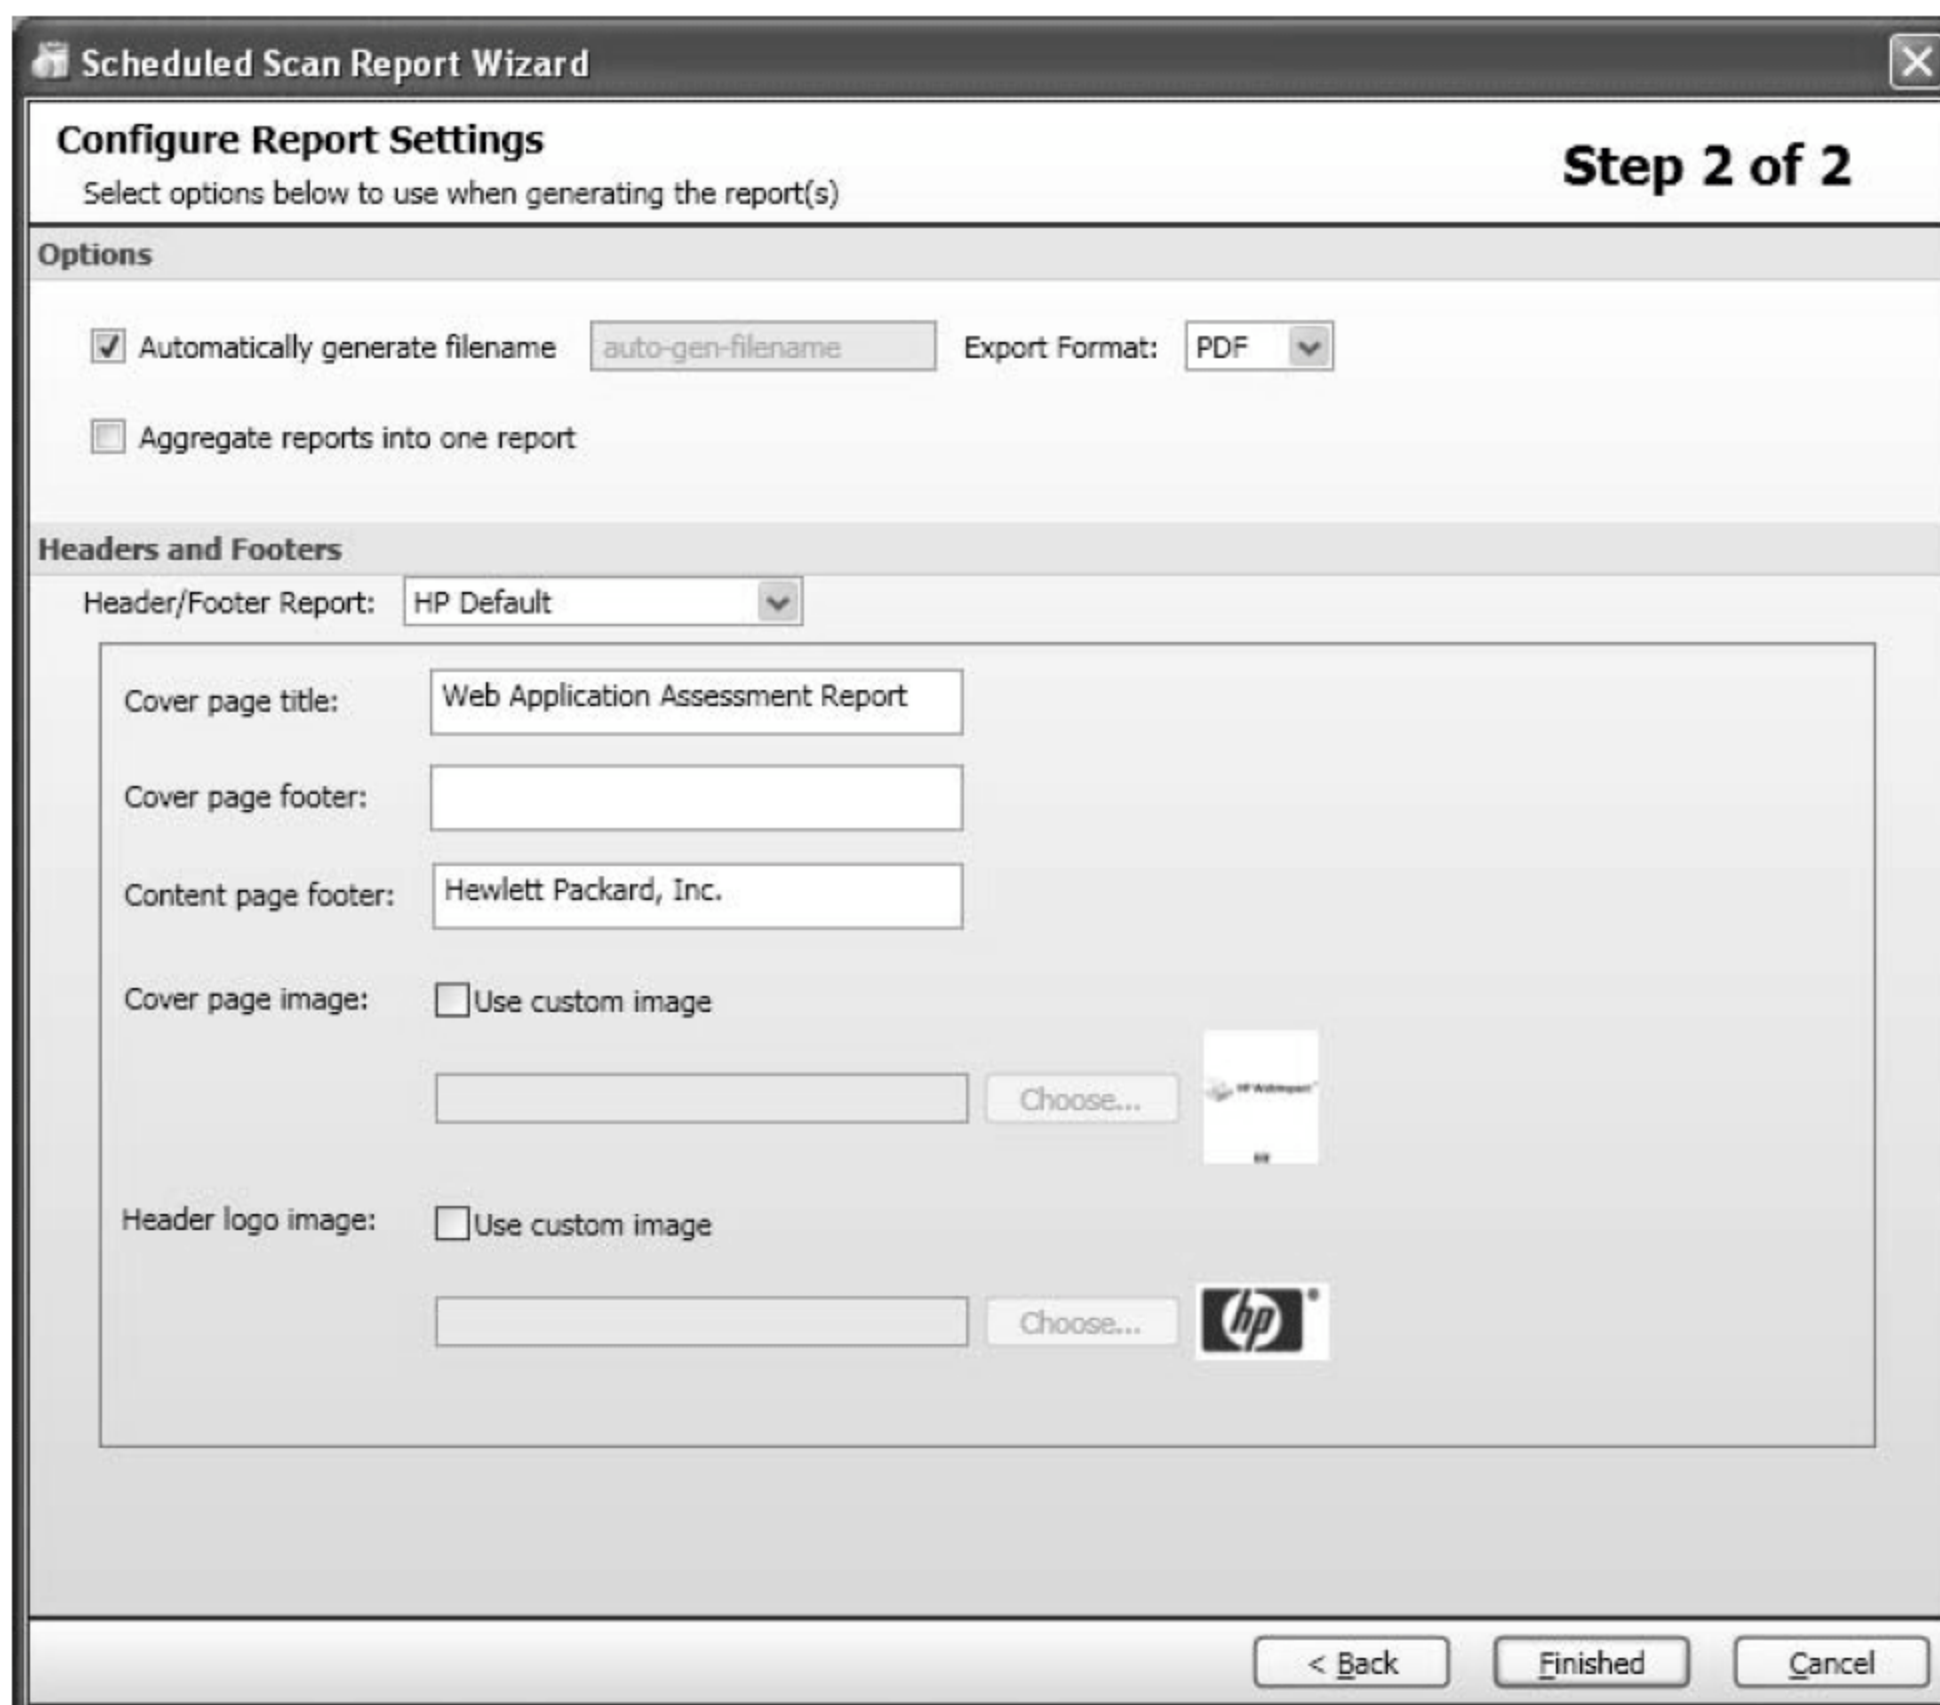 Scheduled Scan Report Wizard
Configure Report Settings
Select options below to use when generating the report(s)
Step 2 of 2
Options
Automatically generate filename auto-gen-filename Export Format: PDF
Aggregate reports into one report
Headers and Footers
Header/Footer Report: HP Default
Cover page title: Web Application Assessment Report
Cover page footer:
Content page footer: Hewlett Packard, Inc.
Cover page image: Use custom image
Choose...
Header logo image: Use custom image
Choose... hp
< Back Finished Cancel